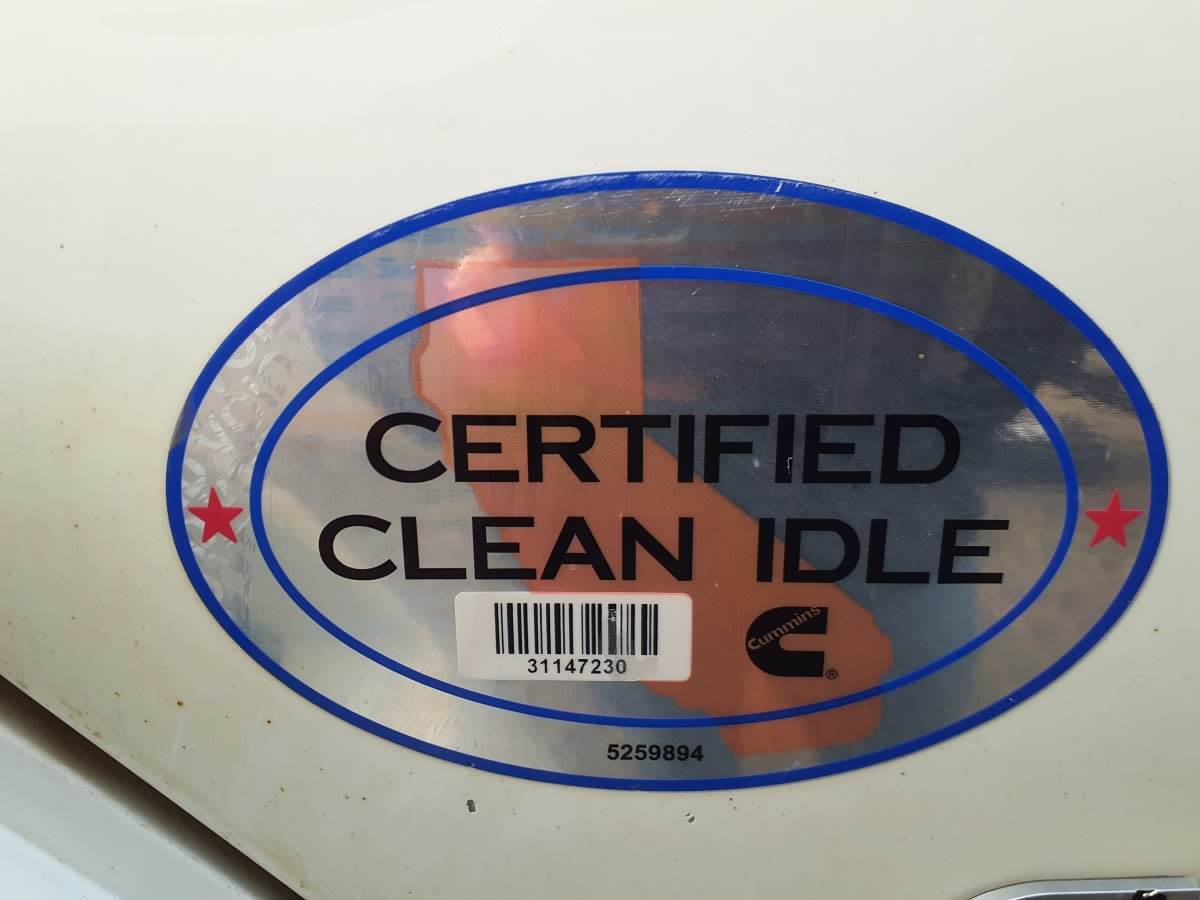 CERTIFIED
CLEAN IDLE
31147230
Cummins
®
5259894